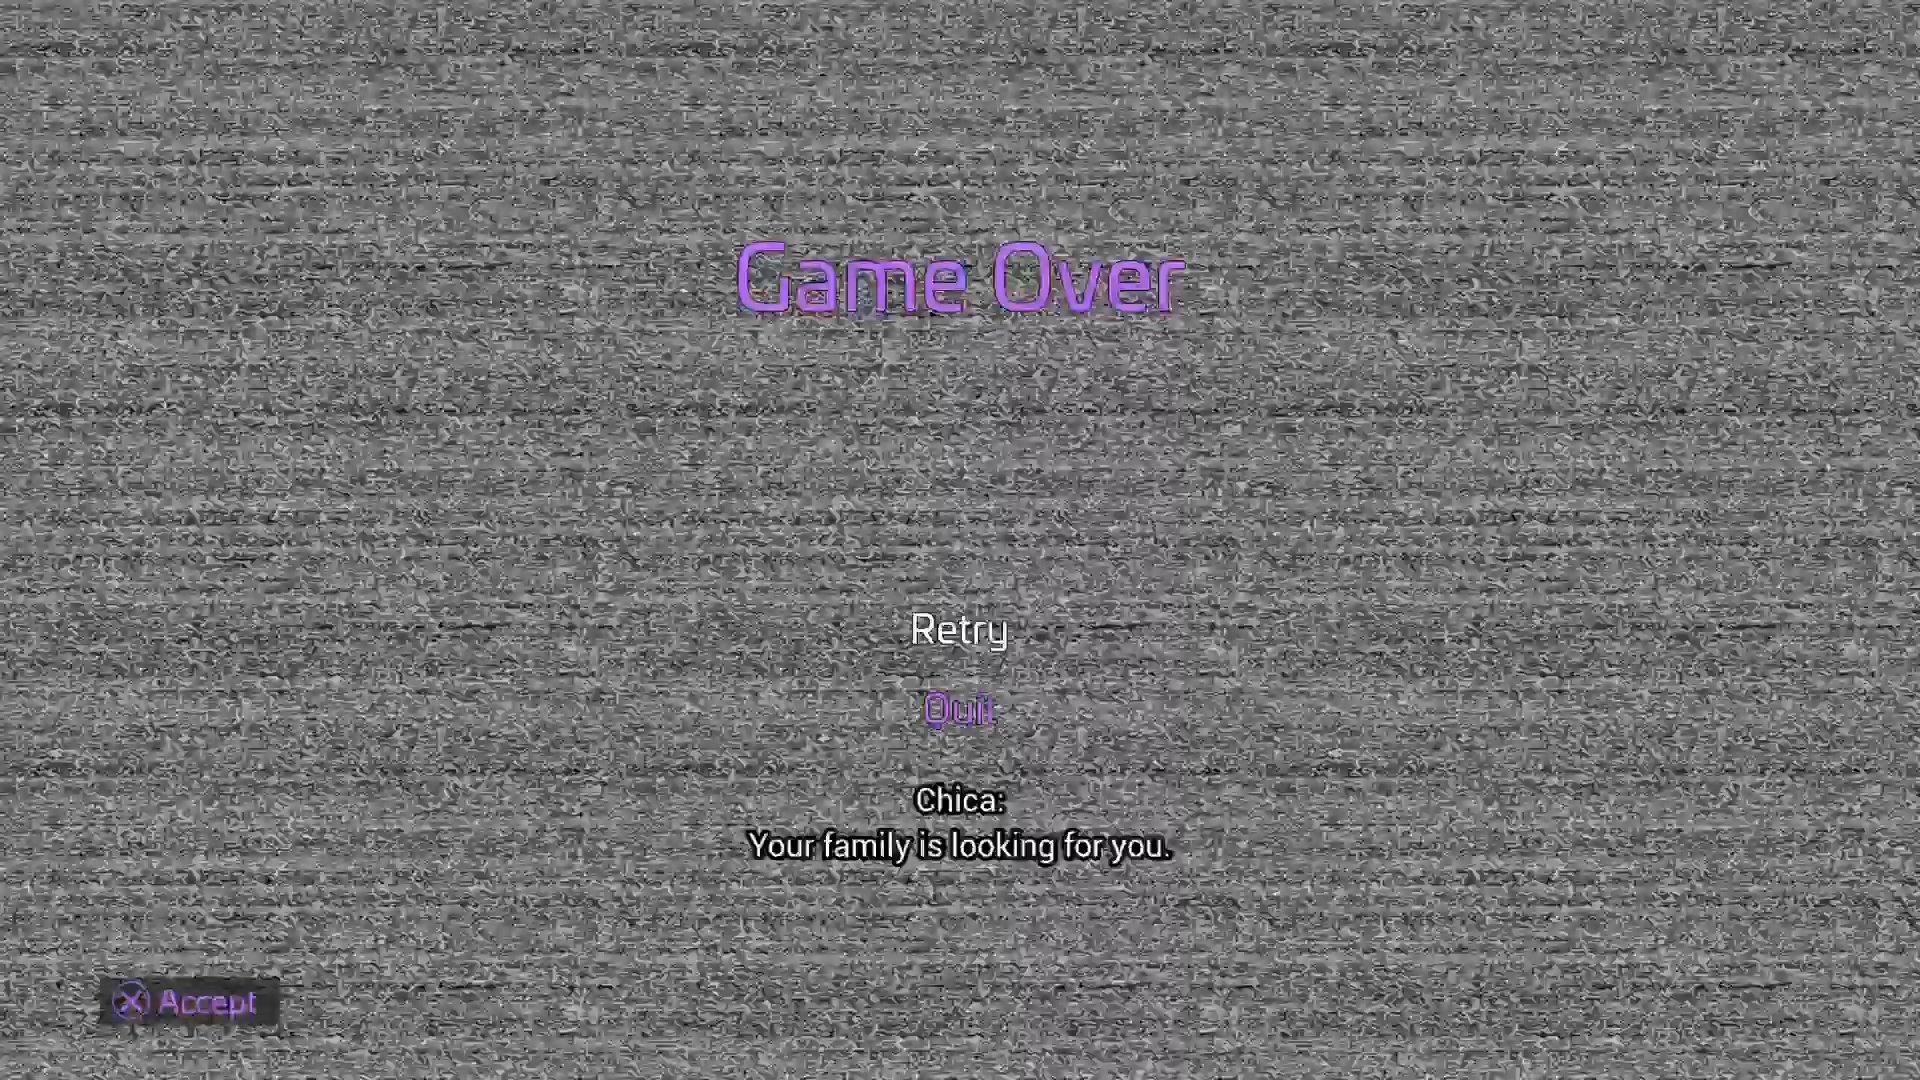 Game Over
Retry
Quit
Chica:
Your family is looking for you.
Accept